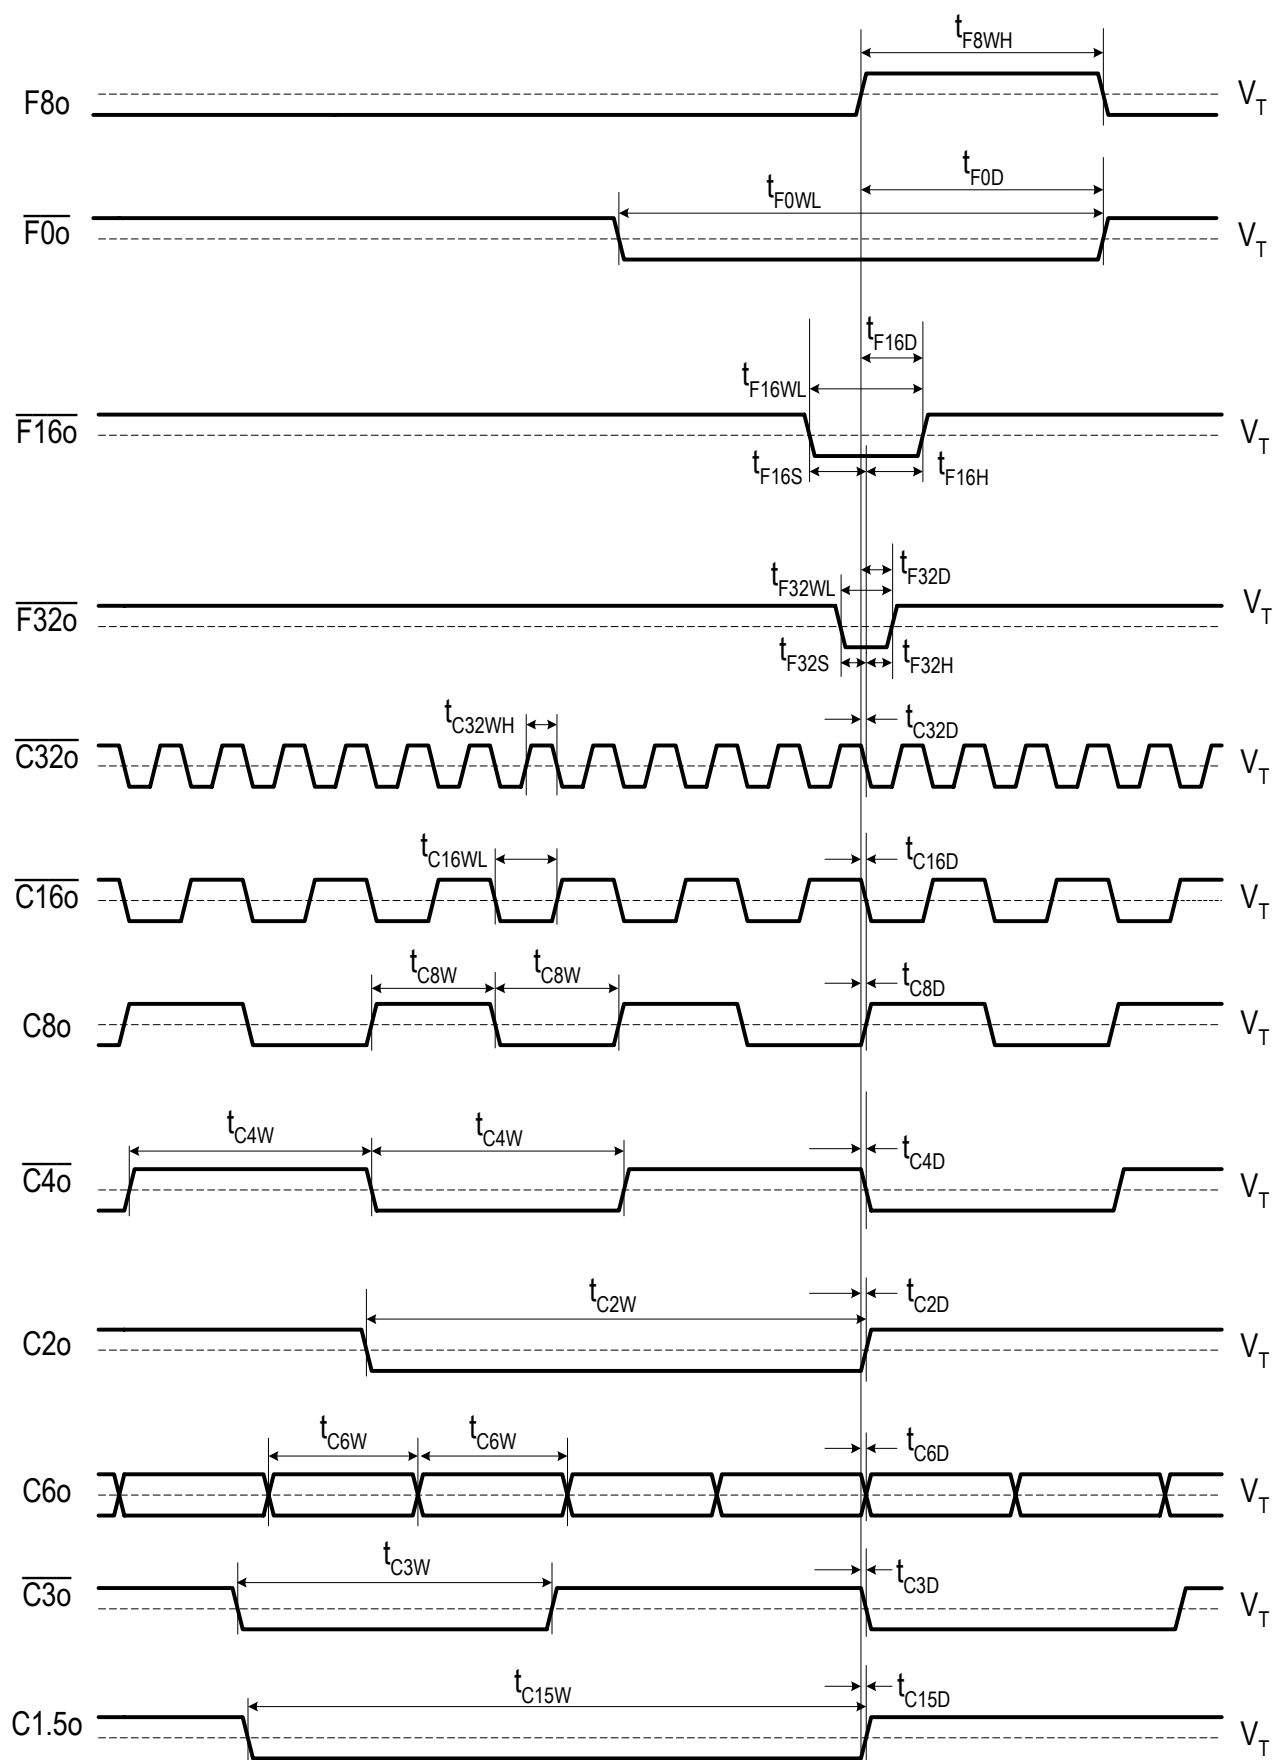 tF8WH
F8o VT
tF0WL tF0D
F0o VT
tF16D
tF16WL
F16o VT
tF16S tF16H
tF32WL tF32D
F32o VT
tF32S tF32H
tC32WH tC32D
C32o VT
tC16WL tC16D
C16o VT
tC8W tC8W tC8D
C8o VT
tC4W tC4W tC4D
C4o VT
tC2W tC2D
C2o VT
tC6W tC6W tC6D
C6o VT
tC3W tC3D
C3o VT
tC15W tC15D
C1.5o VT